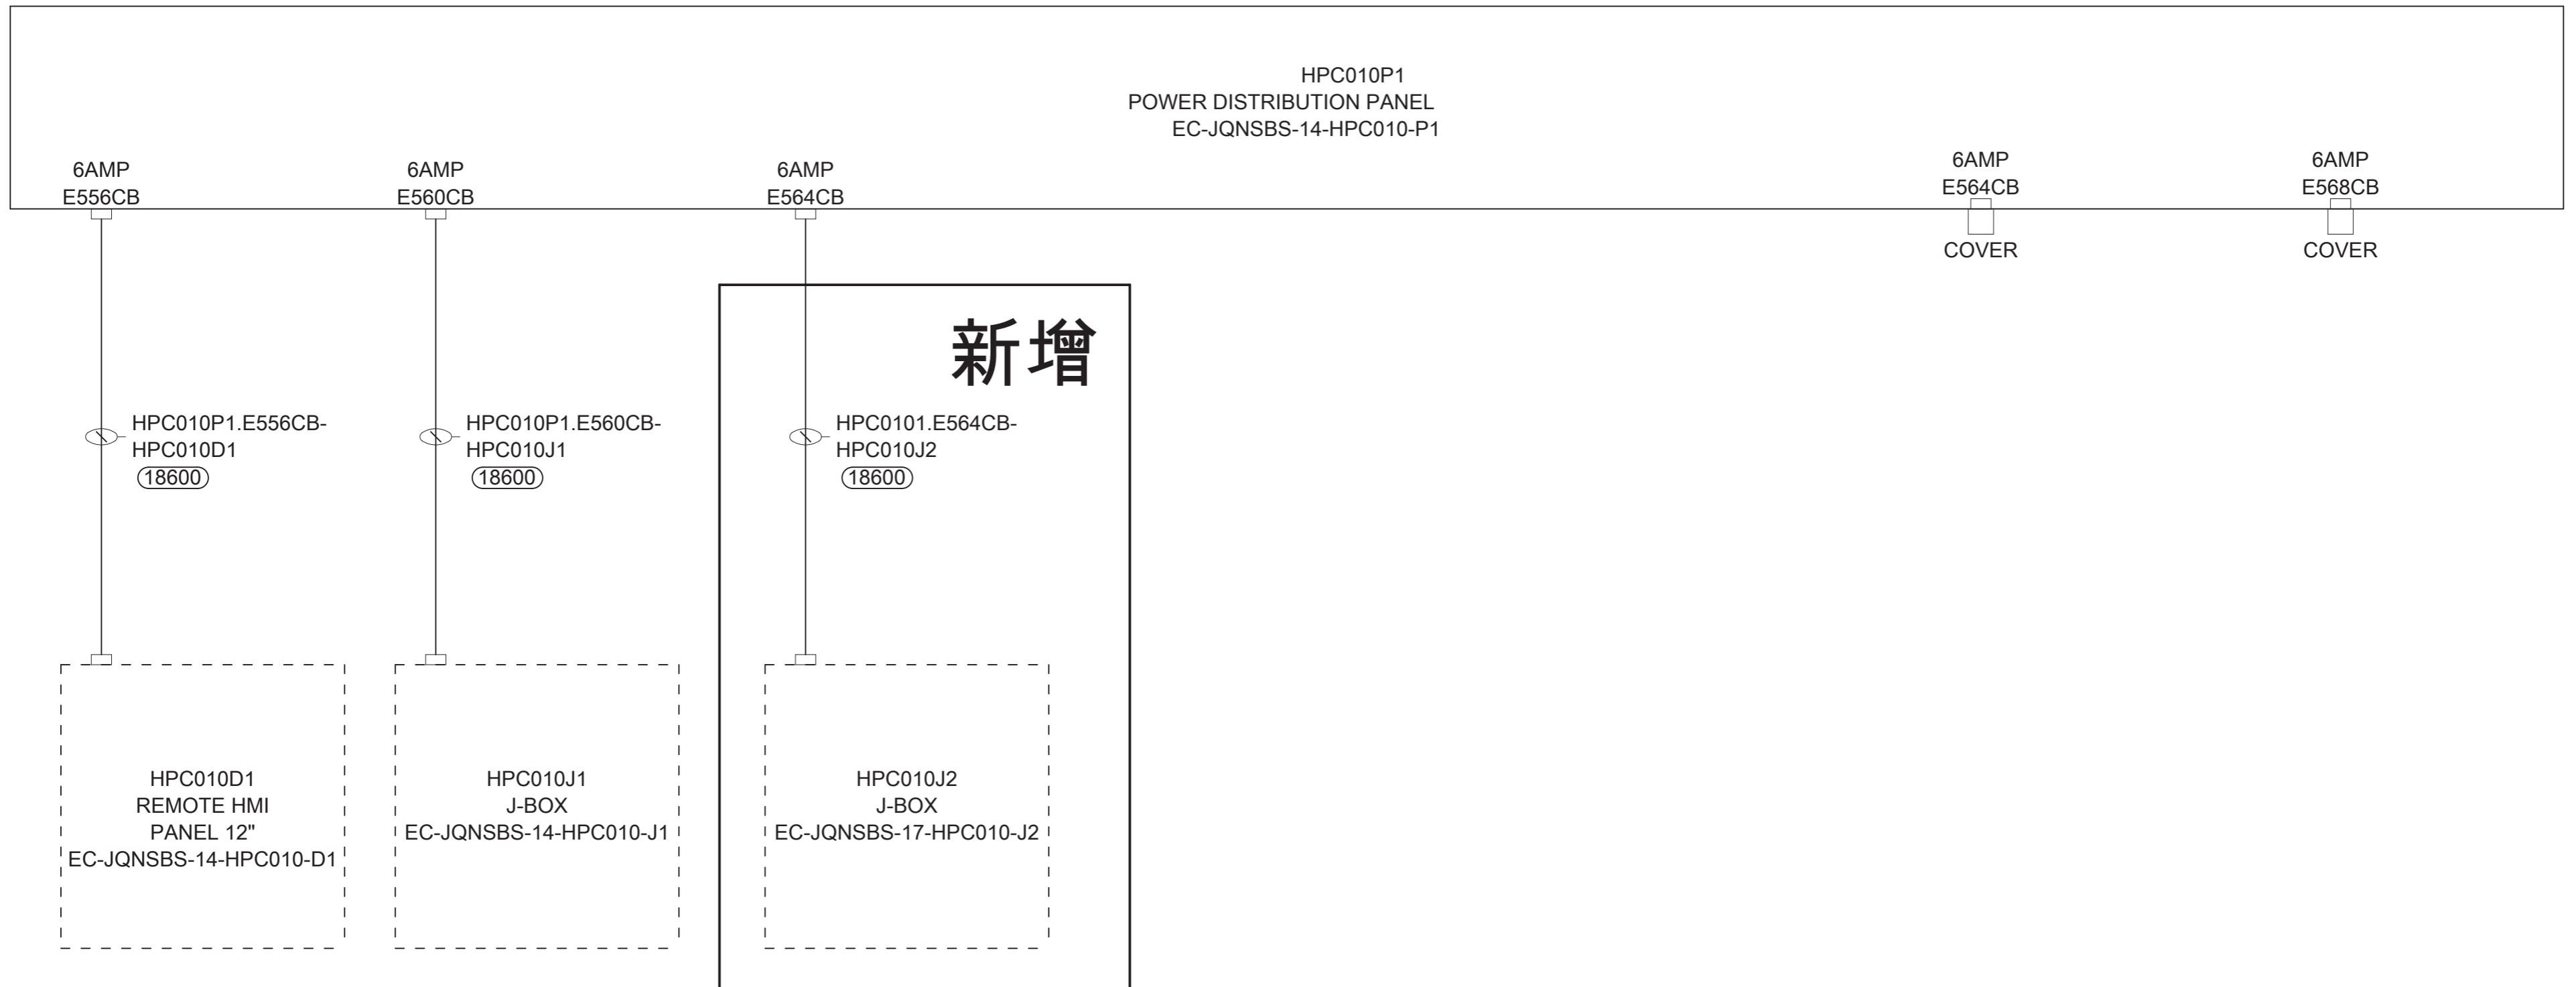 HPC010P1
POWER DISTRIBUTION PANEL
EC-JQNSBS-14-HPC010-P1
6AMP
E556CB
6AMP
E560CB
6AMP
E564CB
6AMP
E564CB
COVER
6AMP
E568CB
COVER
新增
HPC010P1.E556CB-
HPC010D1
18600
HPC010P1.E560CB-
HPC010J1
18600
HPC0101.E564CB-
HPC010J2
18600
HPC010D1
REMOTE HMI
PANEL 12"
EC-JQNSBS-14-HPC010-D1
HPC010J1
J-BOX
EC-JQNSBS-14-HPC010-J1
HPC010J2
J-BOX
EC-JQNSBS-17-HPC010-J2